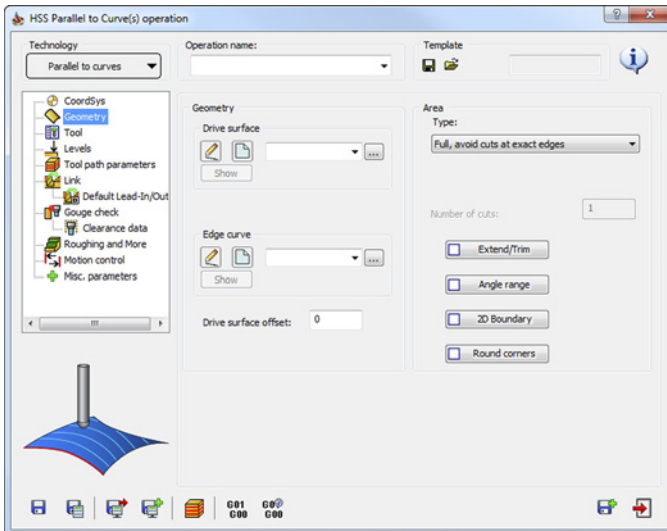 HSS Parallel to Curve(s) operation
Technology
Parallel to curves
Operation name:
Template
CoordSys
Geometry
Tool
Levels
Tool path parameters
Link
Default Lead-In/Out
Gouge check
Clearance data
Roughing and More
Motion control
Misc. parameters
Geometry
Drive surface
...
Show
Edge curve
...
Show
Drive surface offset:
0
Area
Type:
Full, avoid cuts at exact edges
Number of cuts:
1
Extend/Trim
Angle range
2D Boundary
Round corners
G01
G00
G0
G00